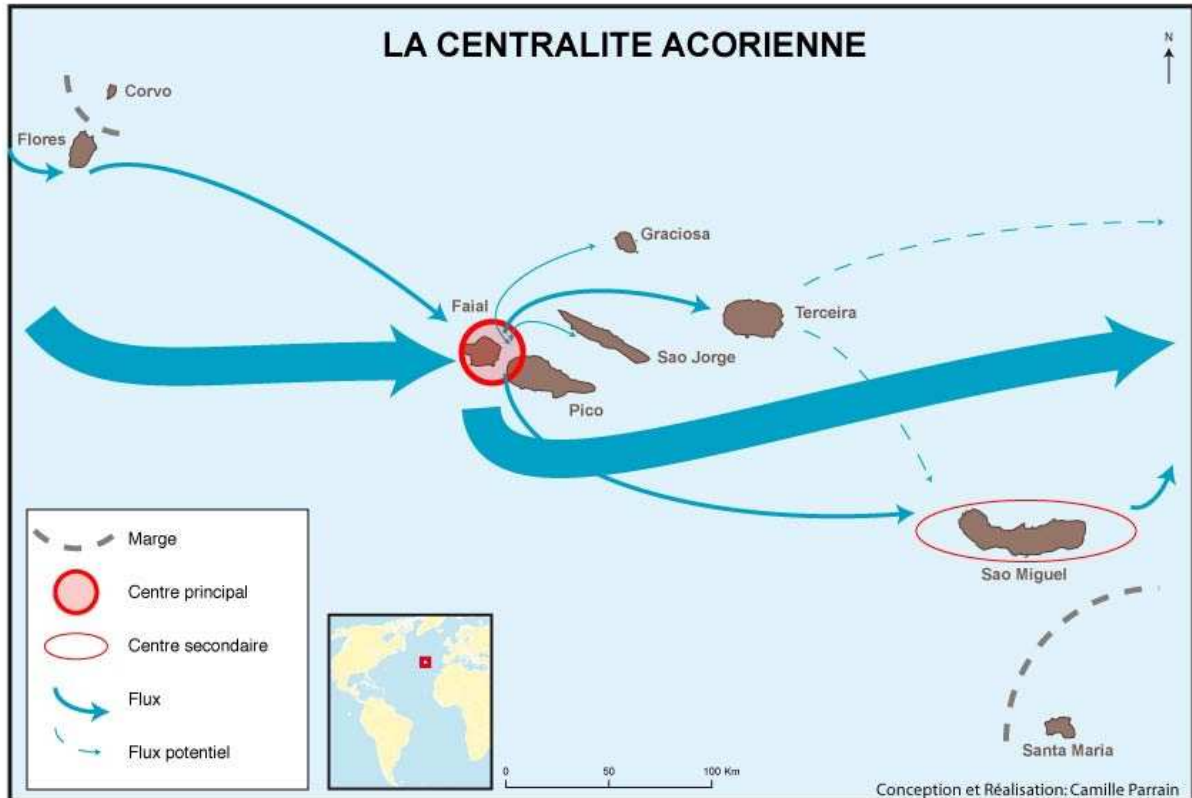 LA CENTRALITE ACORIENNE
N
Corvo
Flores
Graciosa
Faial
Terceira
Sao Jorge
Pico
Sao Miguel
Santa Maria
Marge
Centre principal
Centre secondaire
Flux
Flux potentiel
0 50 100 Km
Conception et Réalisation: Camille Parrain